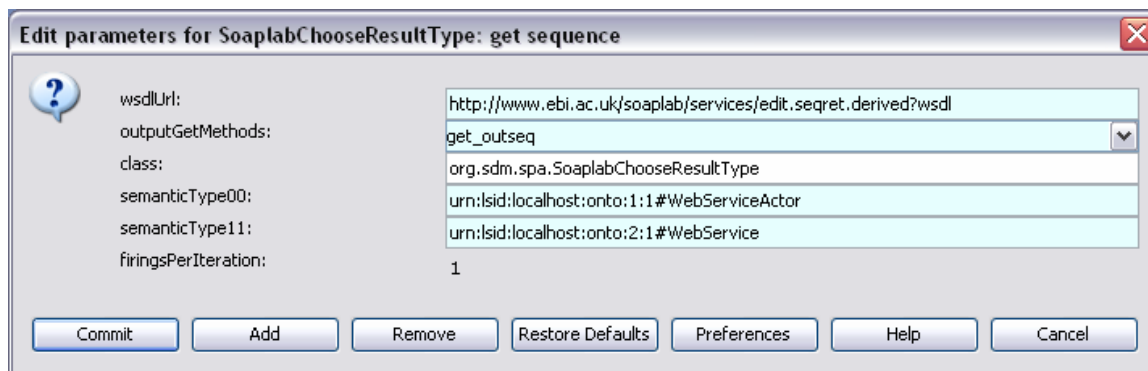 Edit parameters for SoaplabChooseResultType: get sequence
wsdlUrl: http://www.ebi.ac.uk/soaplab/services/edit.seqret.derived?wsdl
outputGetMethods: get_outseq
class: org.sdm.spa.SoaplabChooseResultType
semanticType00: urn:lsid:localhost:onto:1:1#WebServiceActor
semanticType11: urn:lsid:localhost:onto:2:1#WebService
firingsPerIteration: 1
Commit Add Remove Restore Defaults Preferences Help Cancel